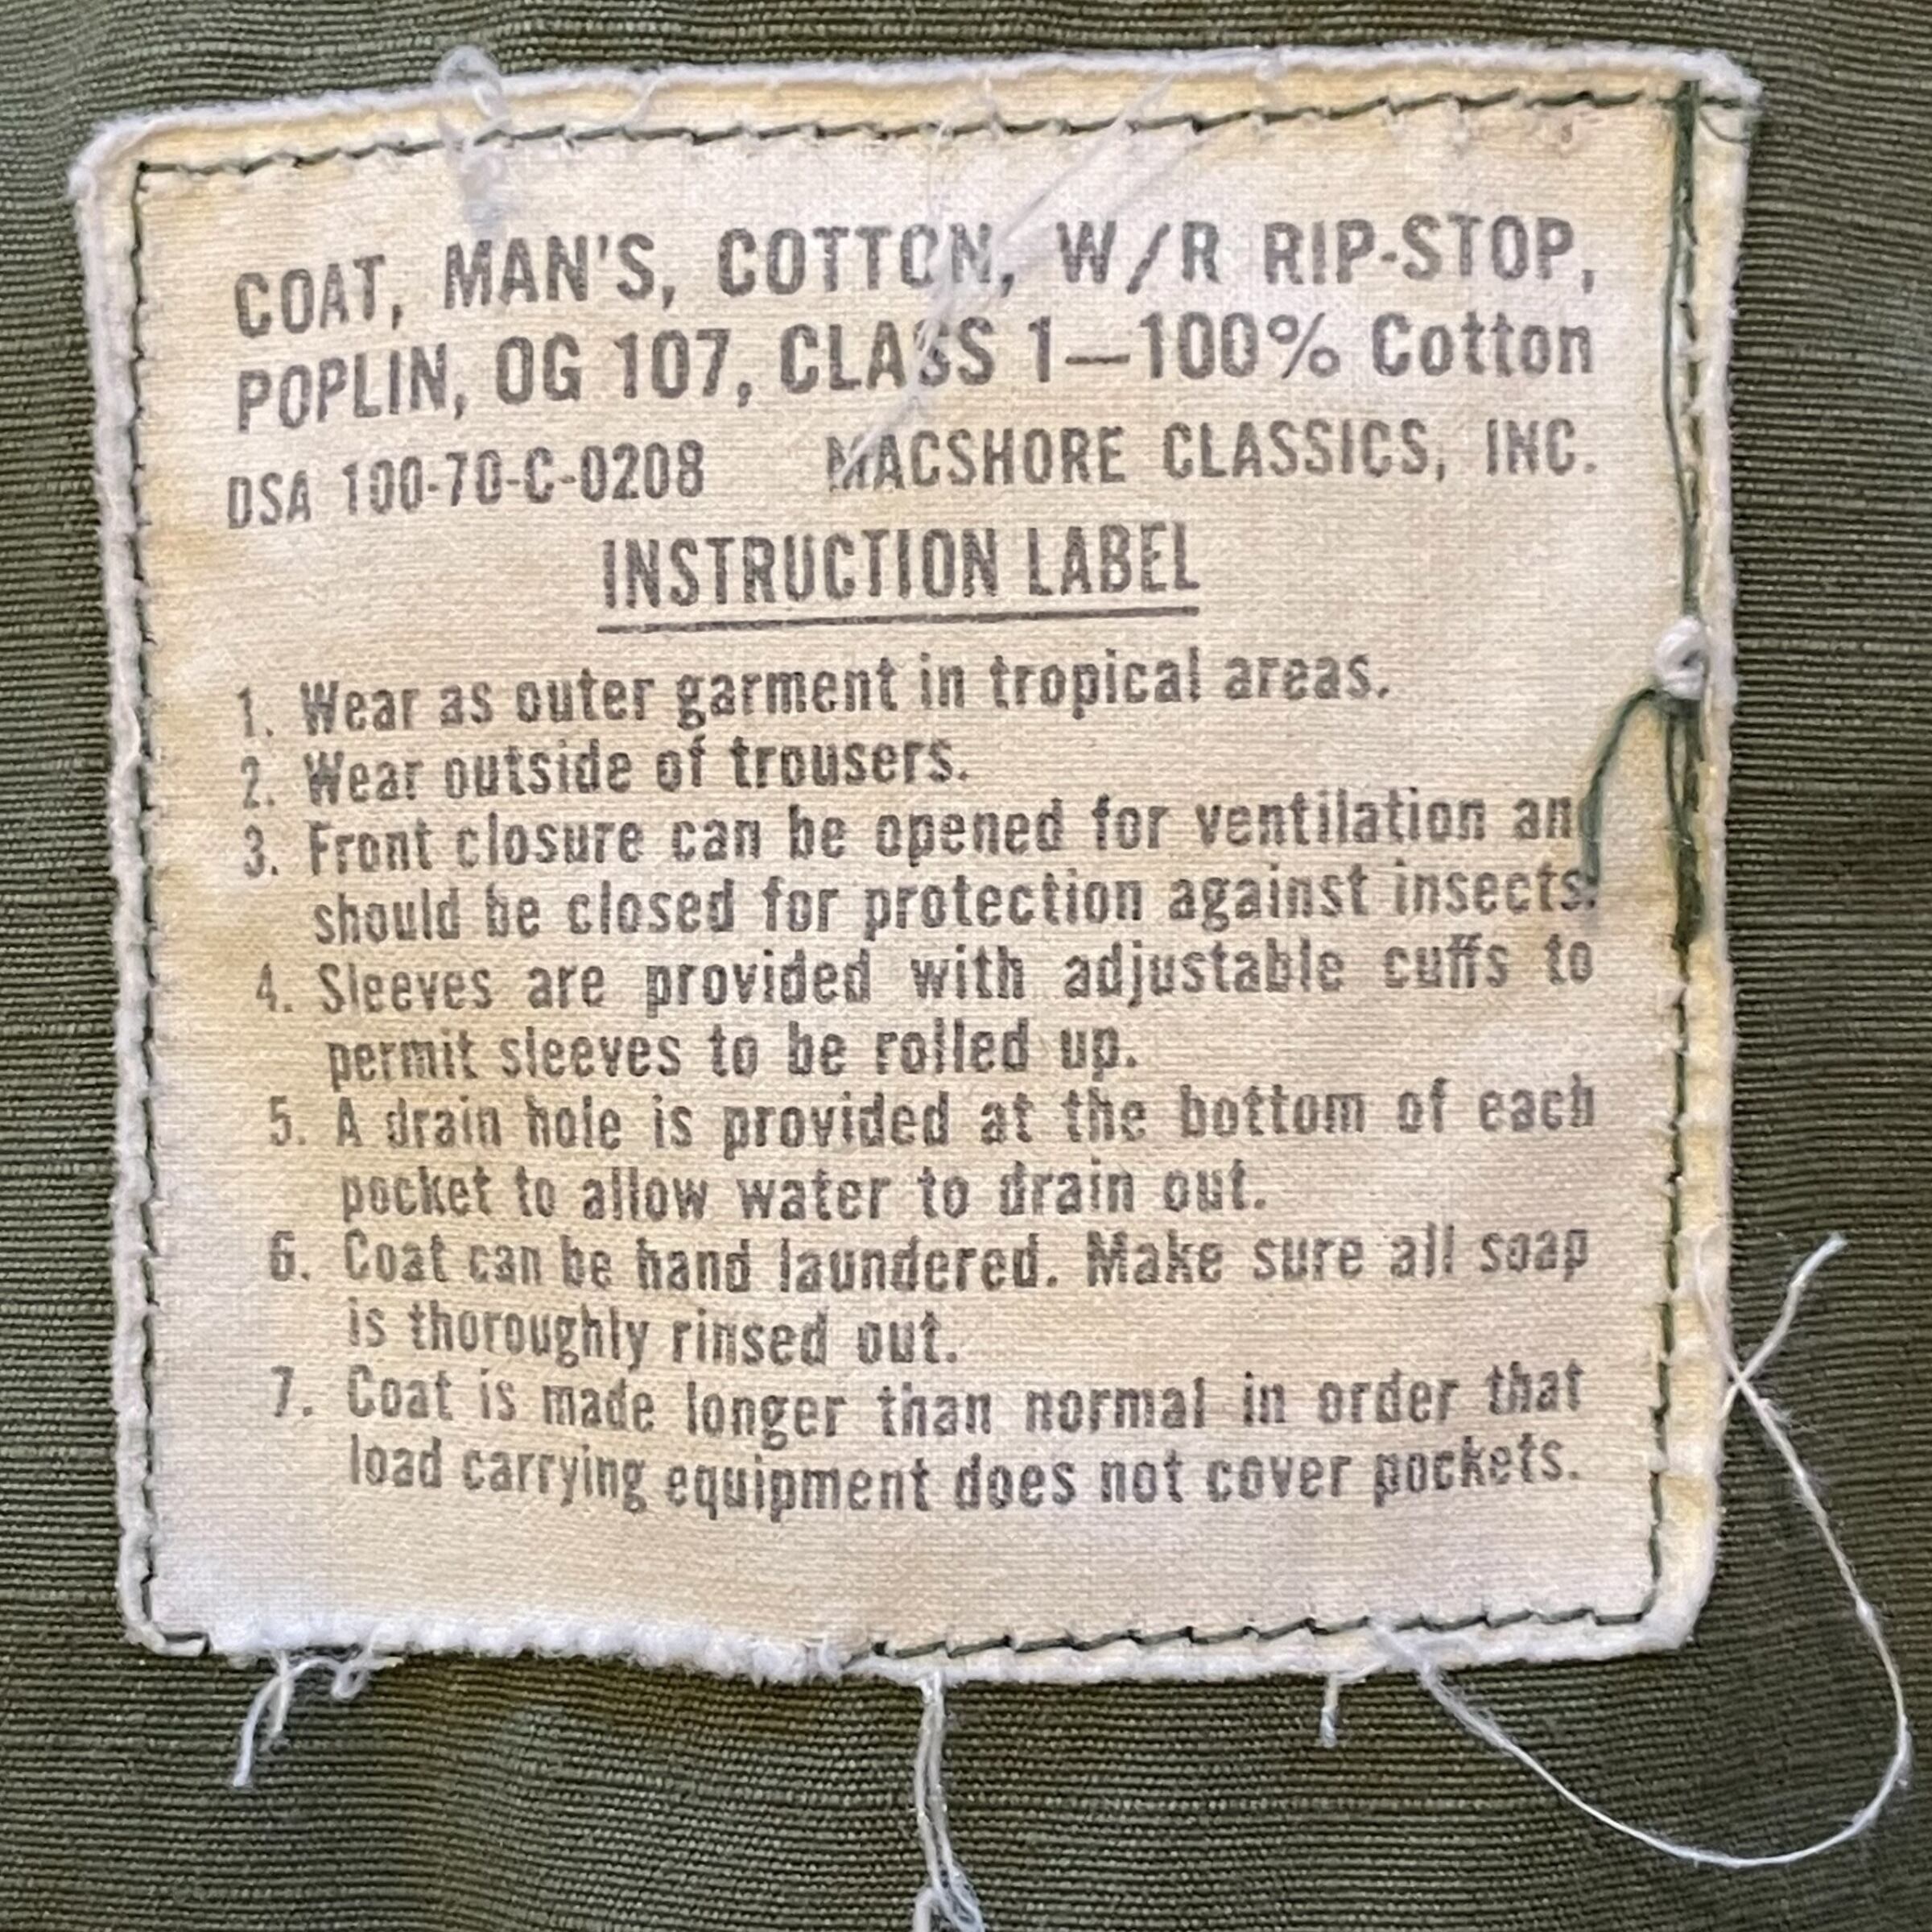 COAT, MAN'S, COTTON, W/R RIP-STOP,
POPLIN, OG 107, CLASS 1—100% Cotton
DSA 100-70-C-0208 MACSHORE CLASSICS, INC.
INSTRUCTION LABEL
1. Wear as outer garment in tropical areas.
2. Wear outside of trousers.
3. Front closure can be opened for ventilation an
should be closed for protection against insects.
4. Sleeves are provided with adjustable cuffs to
permit sleeves to be rolled up.
5. A drain hole is provided at the bottom of each
pocket to allow water to drain out.
6. Coat can be hand laundered. Make sure all soap
is thoroughly rinsed out.
7. Coat is made longer than normal in order that
load carrying equipment does not cover pockets.